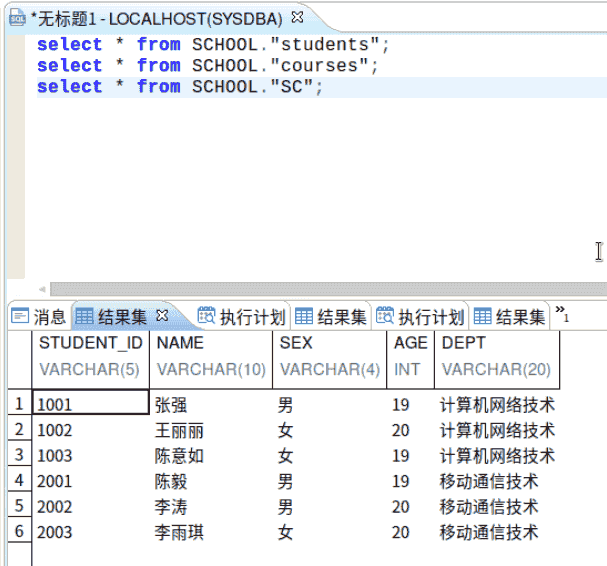 *无标题1 - LOCALHOST(SYSDBA)
select * from SCHOOL."students";
select * from SCHOOL."courses";
select * from SCHOOL."SC";
消息 结果集 执行计划 结果集 执行计划 结果集 »1
STUDENT_ID NAME SEX AGE DEPT
VARCHAR(5) VARCHAR(10) VARCHAR(4) INT VARCHAR(20)
1 1001 张强 男 19 计算机网络技术
2 1002 王丽丽 女 20 计算机网络技术
3 1003 陈意如 女 19 计算机网络技术
4 2001 陈毅 男 19 移动通信技术
5 2002 李涛 男 20 移动通信技术
6 2003 李雨琪 女 20 移动通信技术